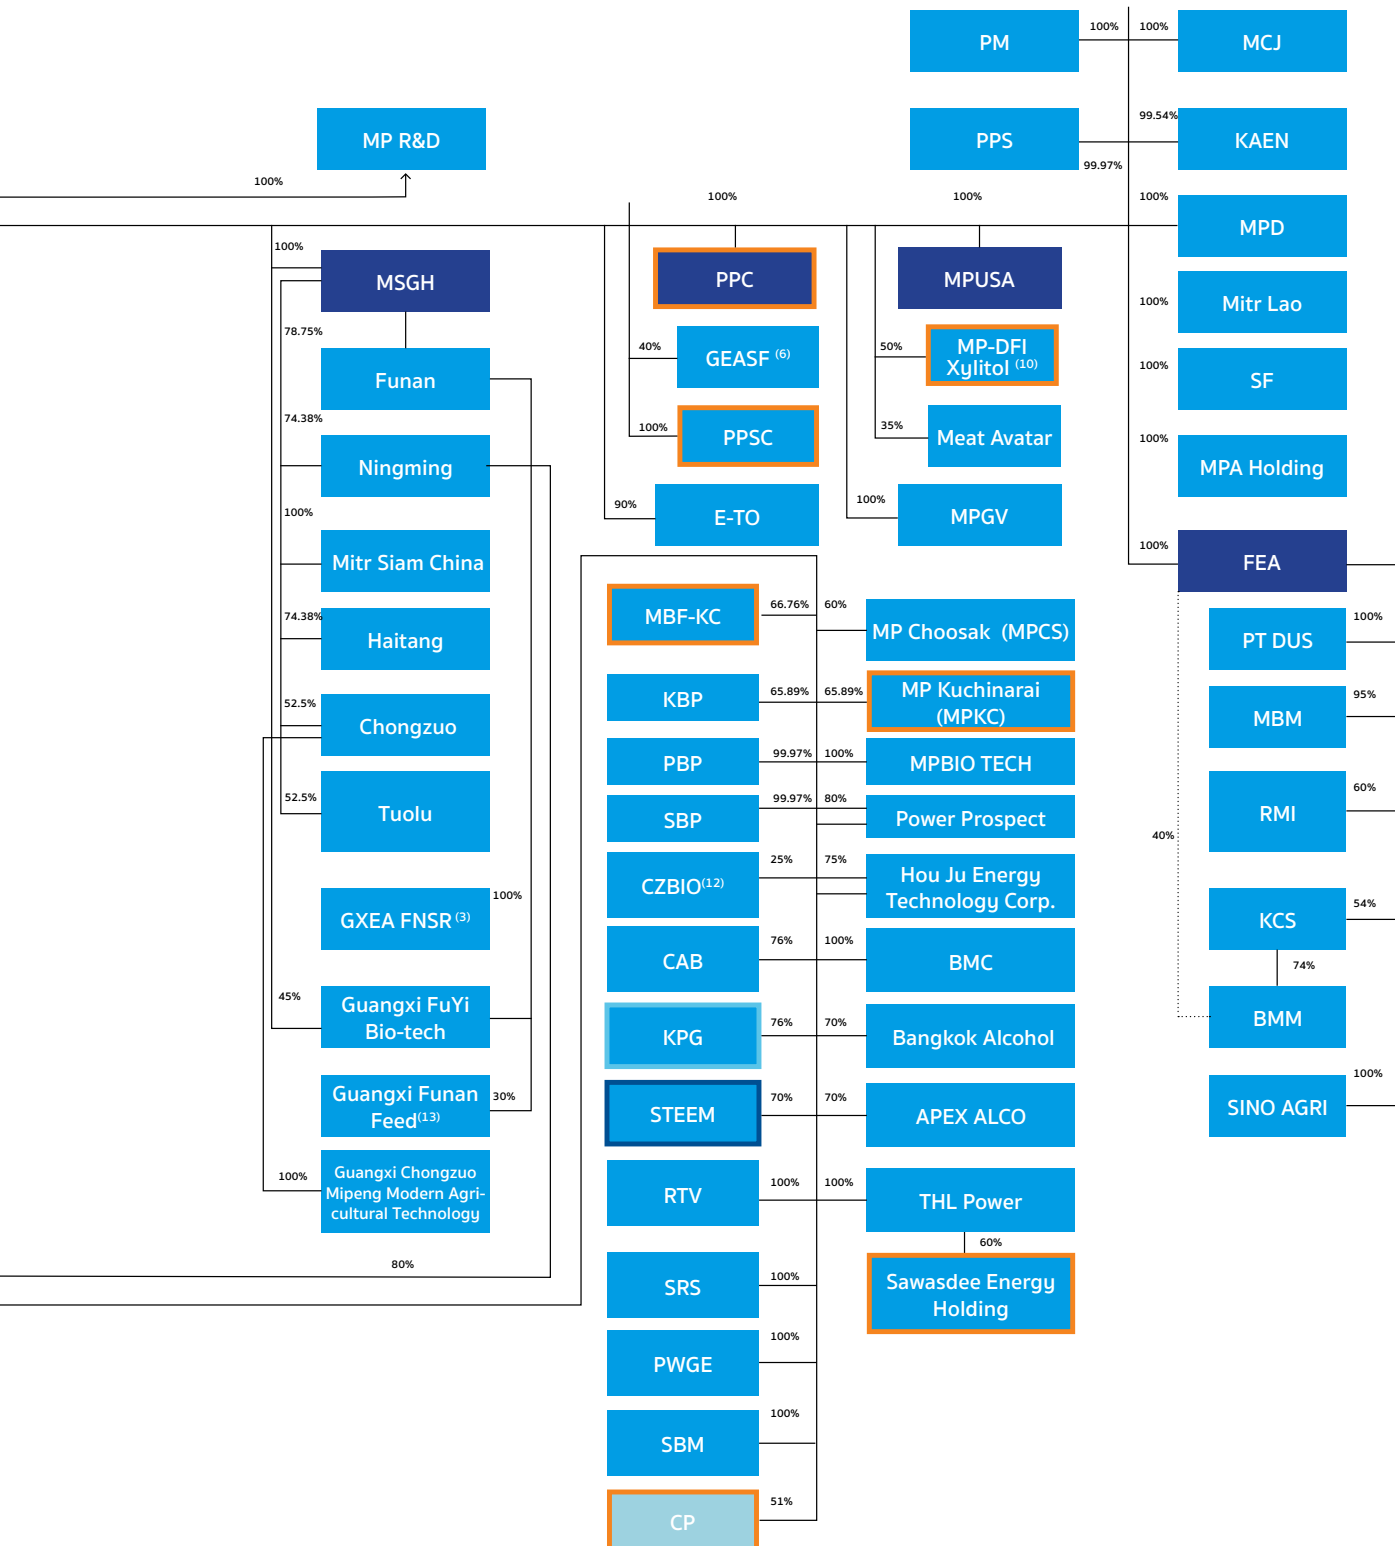 PM
100%
100%
MCJ
MP R&D
100%
PPS
99.54%
99.97%
KAEN
100%
100%
100%
MPD
100%
MSGH
PPC
MPUSA
100%
Mitr Lao
78.75%
Funan
40%
GEASF (6)
50%
MP-DFI
Xylitol (10)
100%
SF
74.38%
Ningming
100%
PPSC
35%
Meat Avatar
100%
MPA Holding
100%
Mitr Siam China
90%
E-TO
100%
MPGV
100%
FEA
74.38%
Haitang
MBF-KC
66.76%
60%
MP Choosak (MPCS)
PT DUS
100%
52.5%
Chongzuo
KBP
65.89%
65.89%
MP Kuchinarai
(MPKC)
MBM
95%
PBP
99.97%
100%
MPBIO TECH
52.5%
Tuolu
SBP
99.97%
80%
Power Prospect
RMI
60%
40%
GXEA FNSR (3)
100%
CZBIO(12)
25%
75%
Hou Ju Energy
Technology Corp.
KCS
54%
CAB
76%
100%
BMC
74%
45%
Guangxi FuYi
Bio-tech
KPG
76%
70%
Bangkok Alcohol
BMM
Guangxi Funan
Feed(13)
30%
STEEM
70%
70%
APEX ALCO
SINO AGRI
100%
100%
Guangxi Chongzuo
Mipeng Modern Agri-
cultural Technology
RTV
100%
100%
THL Power
60%
80%
SRS
100%
Sawasdee Energy
Holding
PWGE
100%
SBM
100%
CP
51%